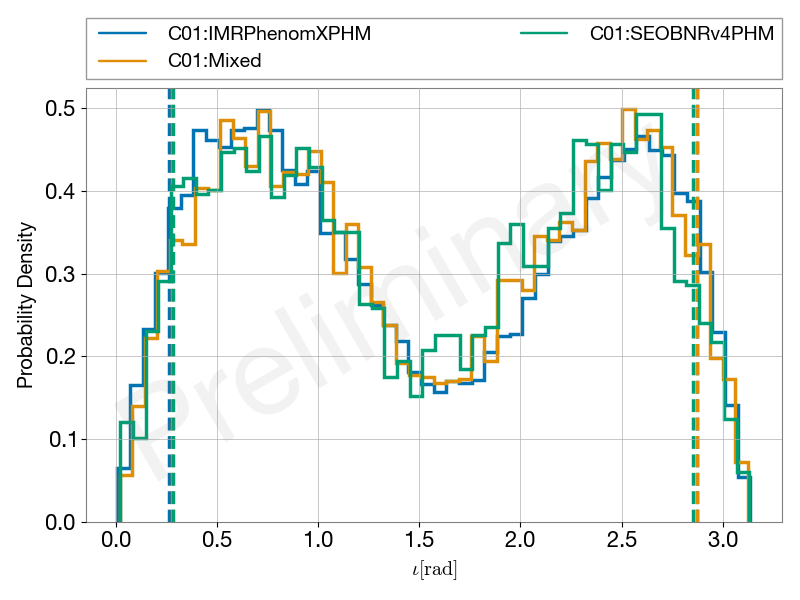 C01:IMRPhenomXPHM
C01:Mixed
C01:SEOBNRv4PHM
Probability Density
0.5
0.4
0.3
0.2
0.1
0.0
Preliminary
0.0 0.5 1.0 1.5 2.0 2.5 3.0
ι[rad]